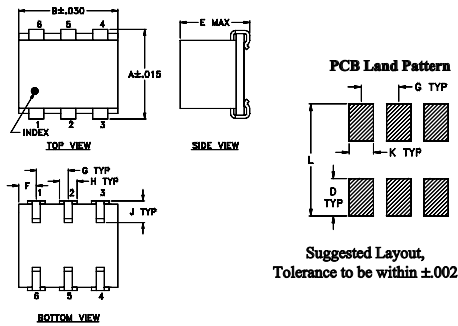 B±.030
6 5 4
A±.015
INDEX
1 2 3
TOP VIEW
E MAX
SIDE VIEW
PCB Land Pattern
G TYP
K TYP
L
D
TYP
Suggested Layout,
Tolerance to be within ±.002
G TYP
H TYP
F
1 2 3
J TYP
6 5 4
BOTTOM VIEW